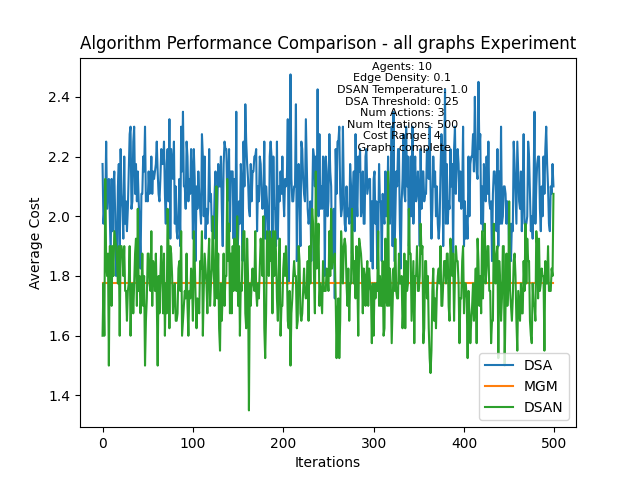 Algorithm Performance Comparison - all graphs Experiment
Agents: 10
Edge Density: 0.1
DSAN Temperature: 1.0
DSA Threshold: 0.25
Num Actions: 3
Num Iterations: 500
Cost Range: 4
Graph: complete
Average Cost
2.4
2.2
2.0
1.8
1.6
1.4
DSA
MGM
DSAN
0
100
200
300
400
500
Iterations